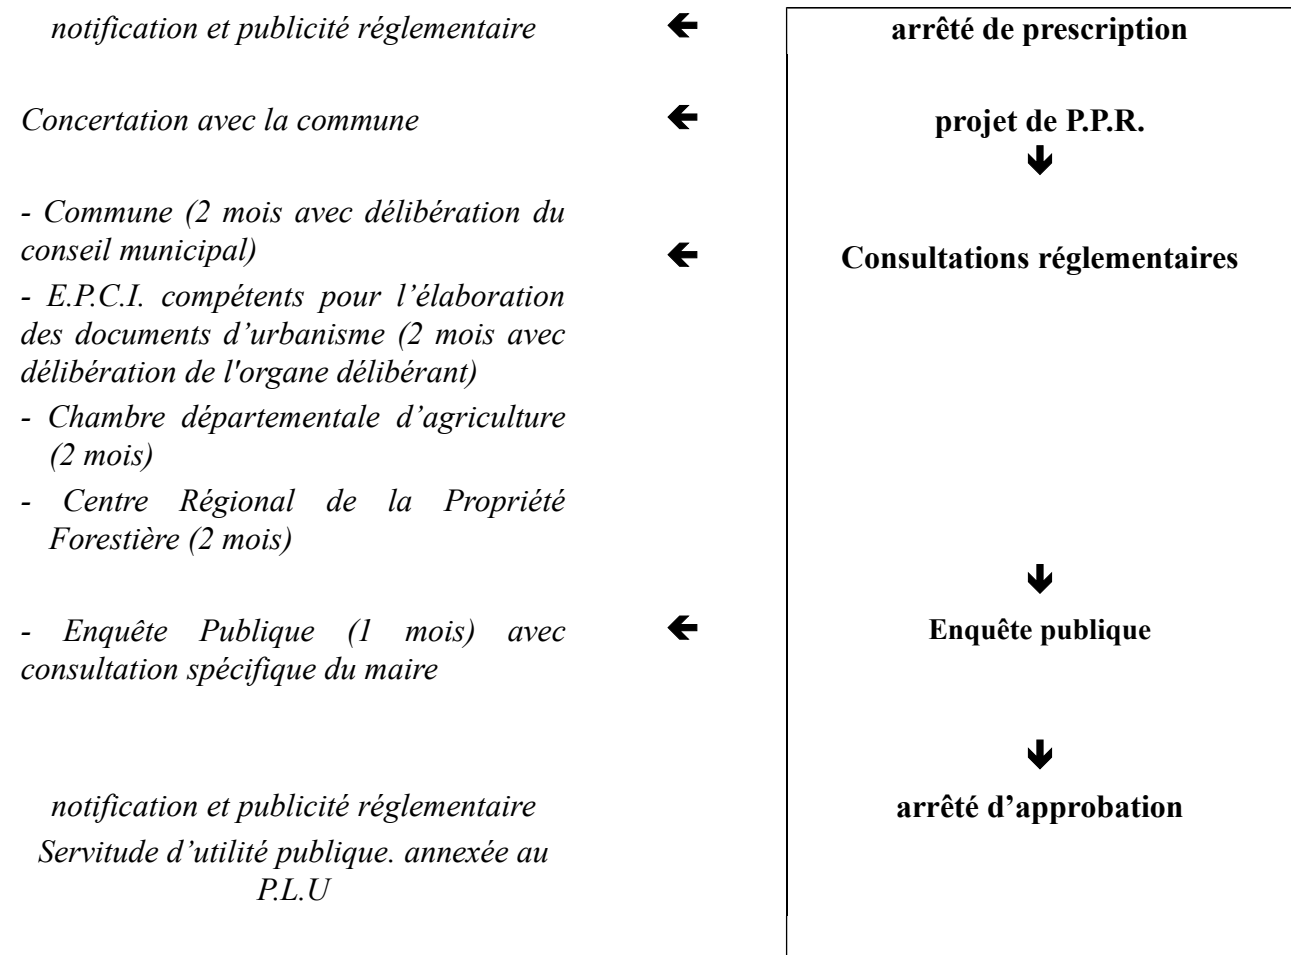 notification et publicité réglementaire 🡸 arrêté de prescription
Concertation avec la commune 🡸 projet de P.P.R.
🡻
- Commune (2 mois avec délibération du
conseil municipal) 🡸 Consultations réglementaires
- E.P.C.I. compétents pour l’élaboration
des documents d’urbanisme (2 mois avec
délibération de l'organe délibérant)
- Chambre départementale d’agriculture
(2 mois)
- Centre Régional de la Propriété
Forestière (2 mois)
🡻
- Enquête Publique (1 mois) avec 🡸 Enquête publique
consultation spécifique du maire
🡻
notification et publicité réglementaire arrêté d’approbation
Servitude d’utilité publique. annexée au
P.L.U